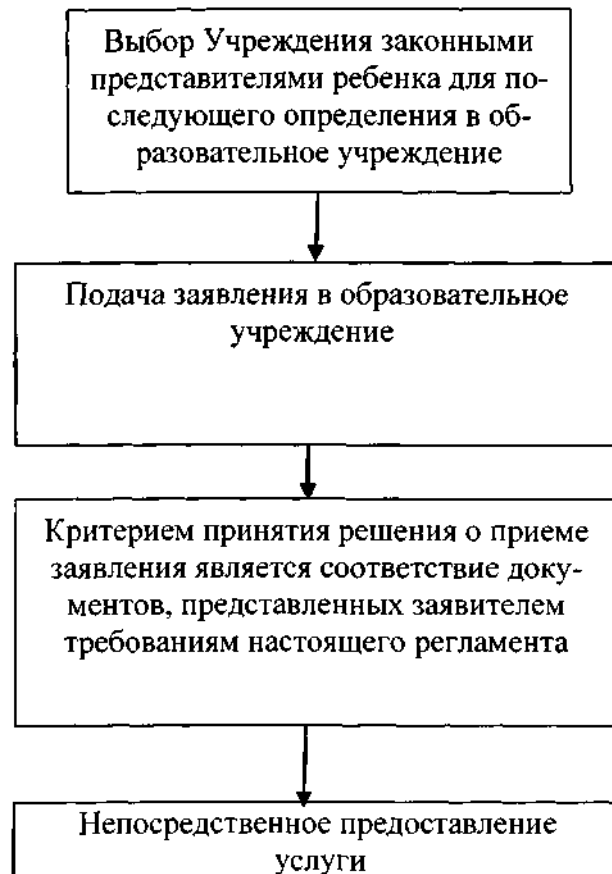 Выбор Учреждения законными
представителями ребенка для по-
следующего определения в об-
разовательное учреждение
Подача заявления в образовательное
учреждение
Критерием принятия решения о приеме
заявления является соответствие доку-
ментов, представленных заявителем
требованиям настоящего регламента
Непосредственное предоставление
услуги